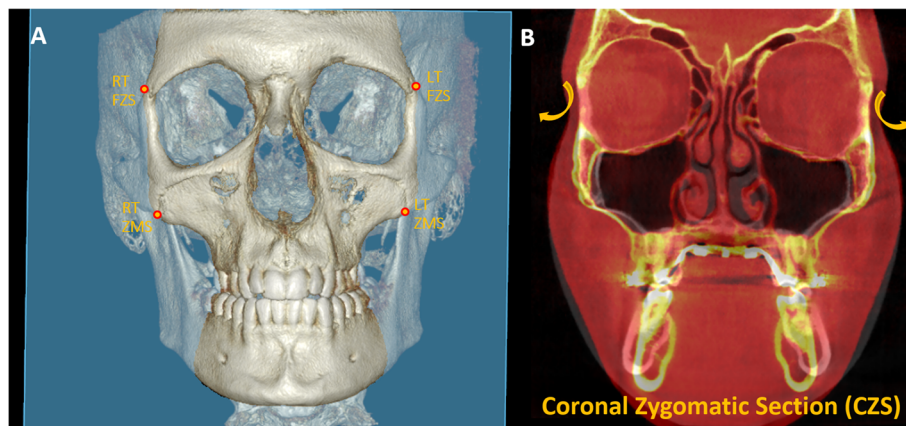 A
RT
FZS
LT
FZS
RT
ZMS
LT
ZMS
B
Coronal Zygomatic Section (CZS)